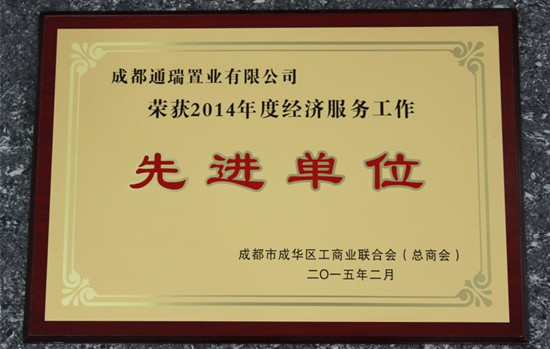 成都通瑞置业有限公司
荣获2014年度经济服务工作
先进单位
成都市成华区工商业联合会（总商会）
二〇一五年二月